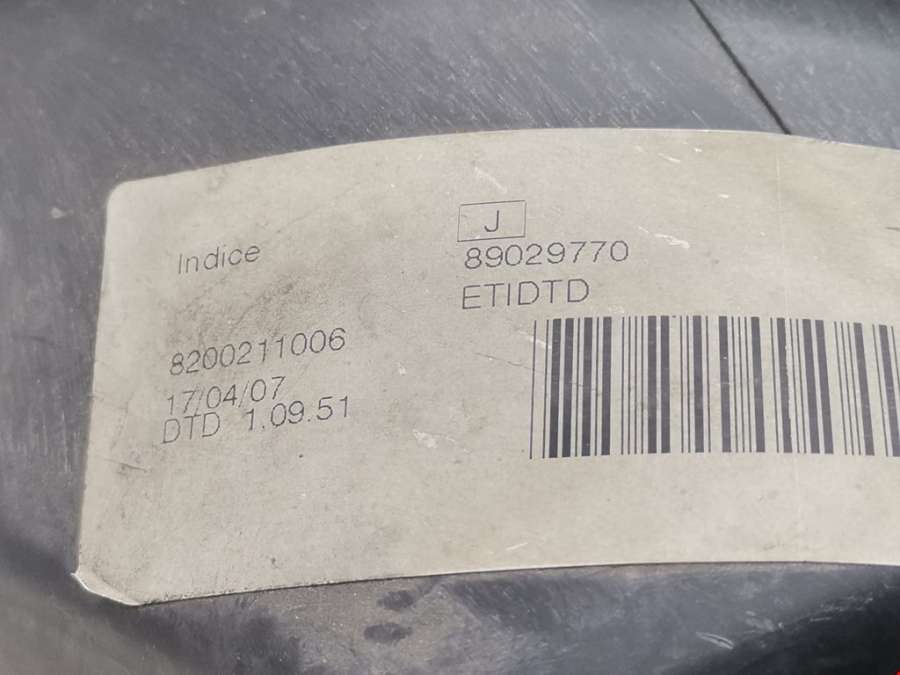 Indice
J
89029770
ETIDTD
8200211006
17/04/07
DTD 1.09.51